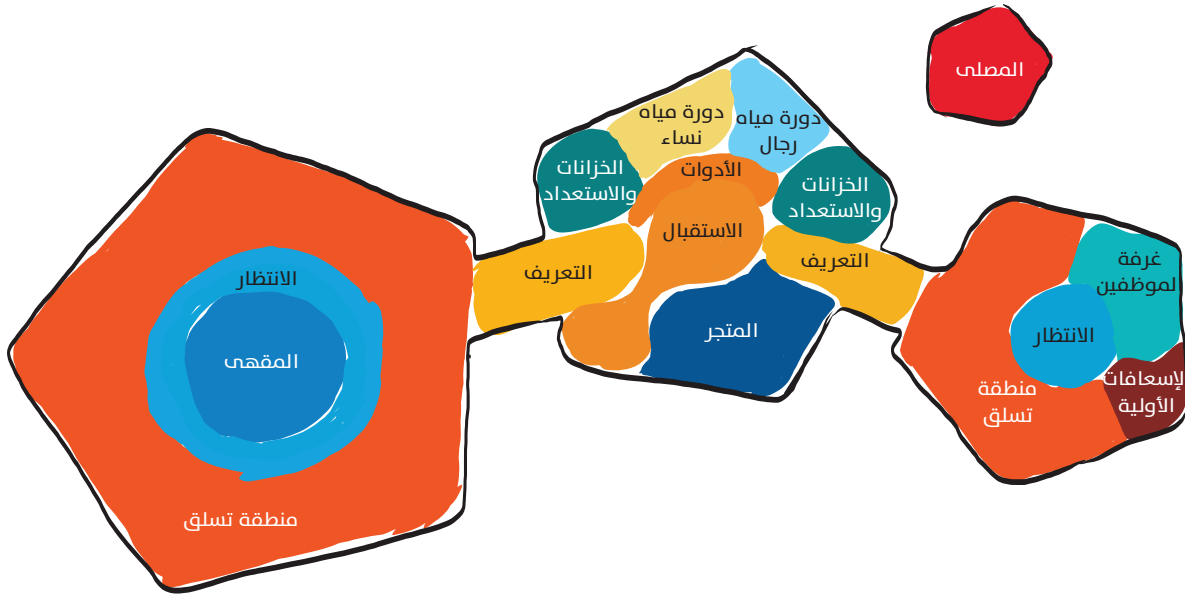 المصلى
دورة مياه
رجال
دورة مياه
نساء
الخزانات
والاستعداد
الأدوات
الخزانات
والاستعداد
الاستقبال
التعريف
التعريف
المتجر
غرفة
لموظفين
الانتظار
لإسعافات
الأولية
منطقة
تسلق
الانتظار
المقهى
منطقة تسلق